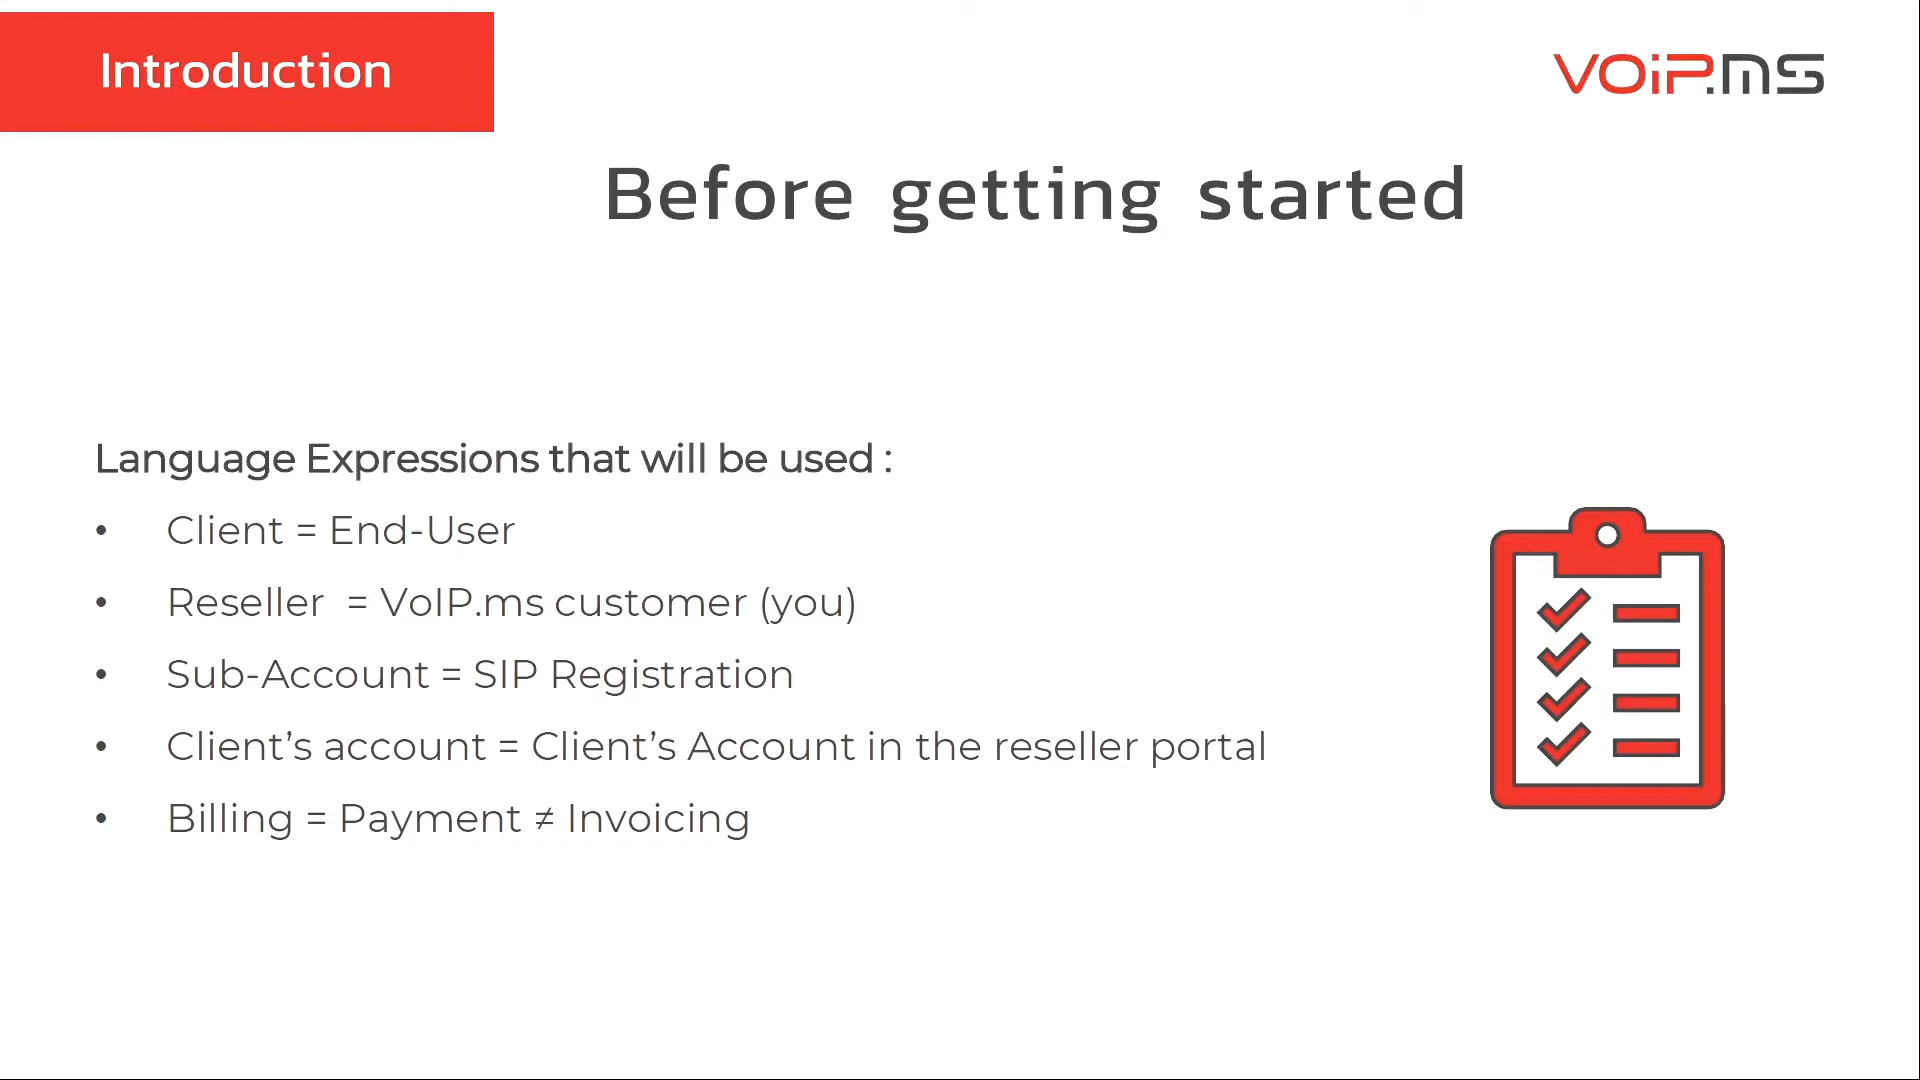 Introduction
VOiP.ms
Before getting started
Language Expressions that will be used :
• Client = End-User
• Reseller  = VoIP.ms customer (you)
• Sub-Account = SIP Registration
• Client’s account = Client’s Account in the reseller portal
• Billing = Payment ≠ Invoicing